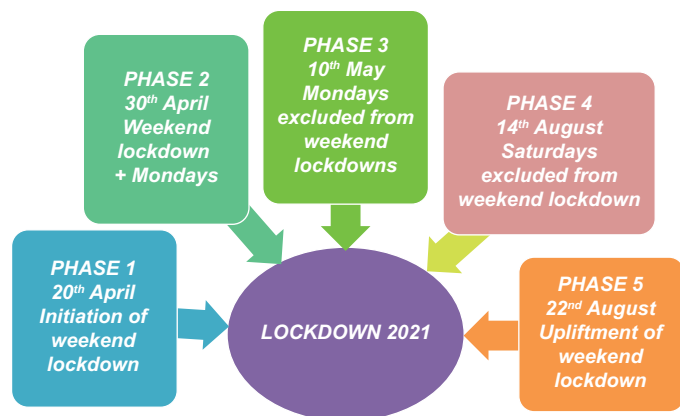 PHASE 1
20th April
Initiation of
weekend
lockdown
PHASE 2
30th April
Weekend
lockdown
+ Mondays
PHASE 3
10th May
Mondays
excluded from
weekend
lockdowns
PHASE 4
14th August
Saturdays
excluded from
weekend lockdown
PHASE 5
22nd August
Upliftment of
weekend
lockdown
LOCKDOWN 2021